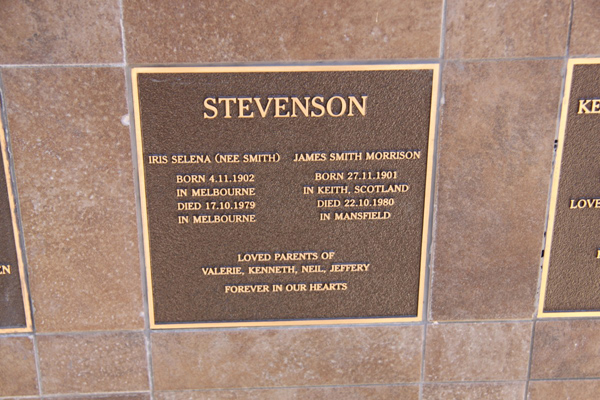 STEVENSON
IRIS SELENA (NEE SMITH) JAMES SMITH MORRISON
BORN 4.11.1902 BORN 27.11.1901
IN MELBOURNE IN KEITH, SCOTLAND
DIED 17.10.1979 DIED 22.10.1980
IN MELBOURNE IN MANSFIELD
LOVED PARENTS OF
VALERIE, KENNETH, NEIL, JEFFERY
FOREVER IN OUR HEARTS